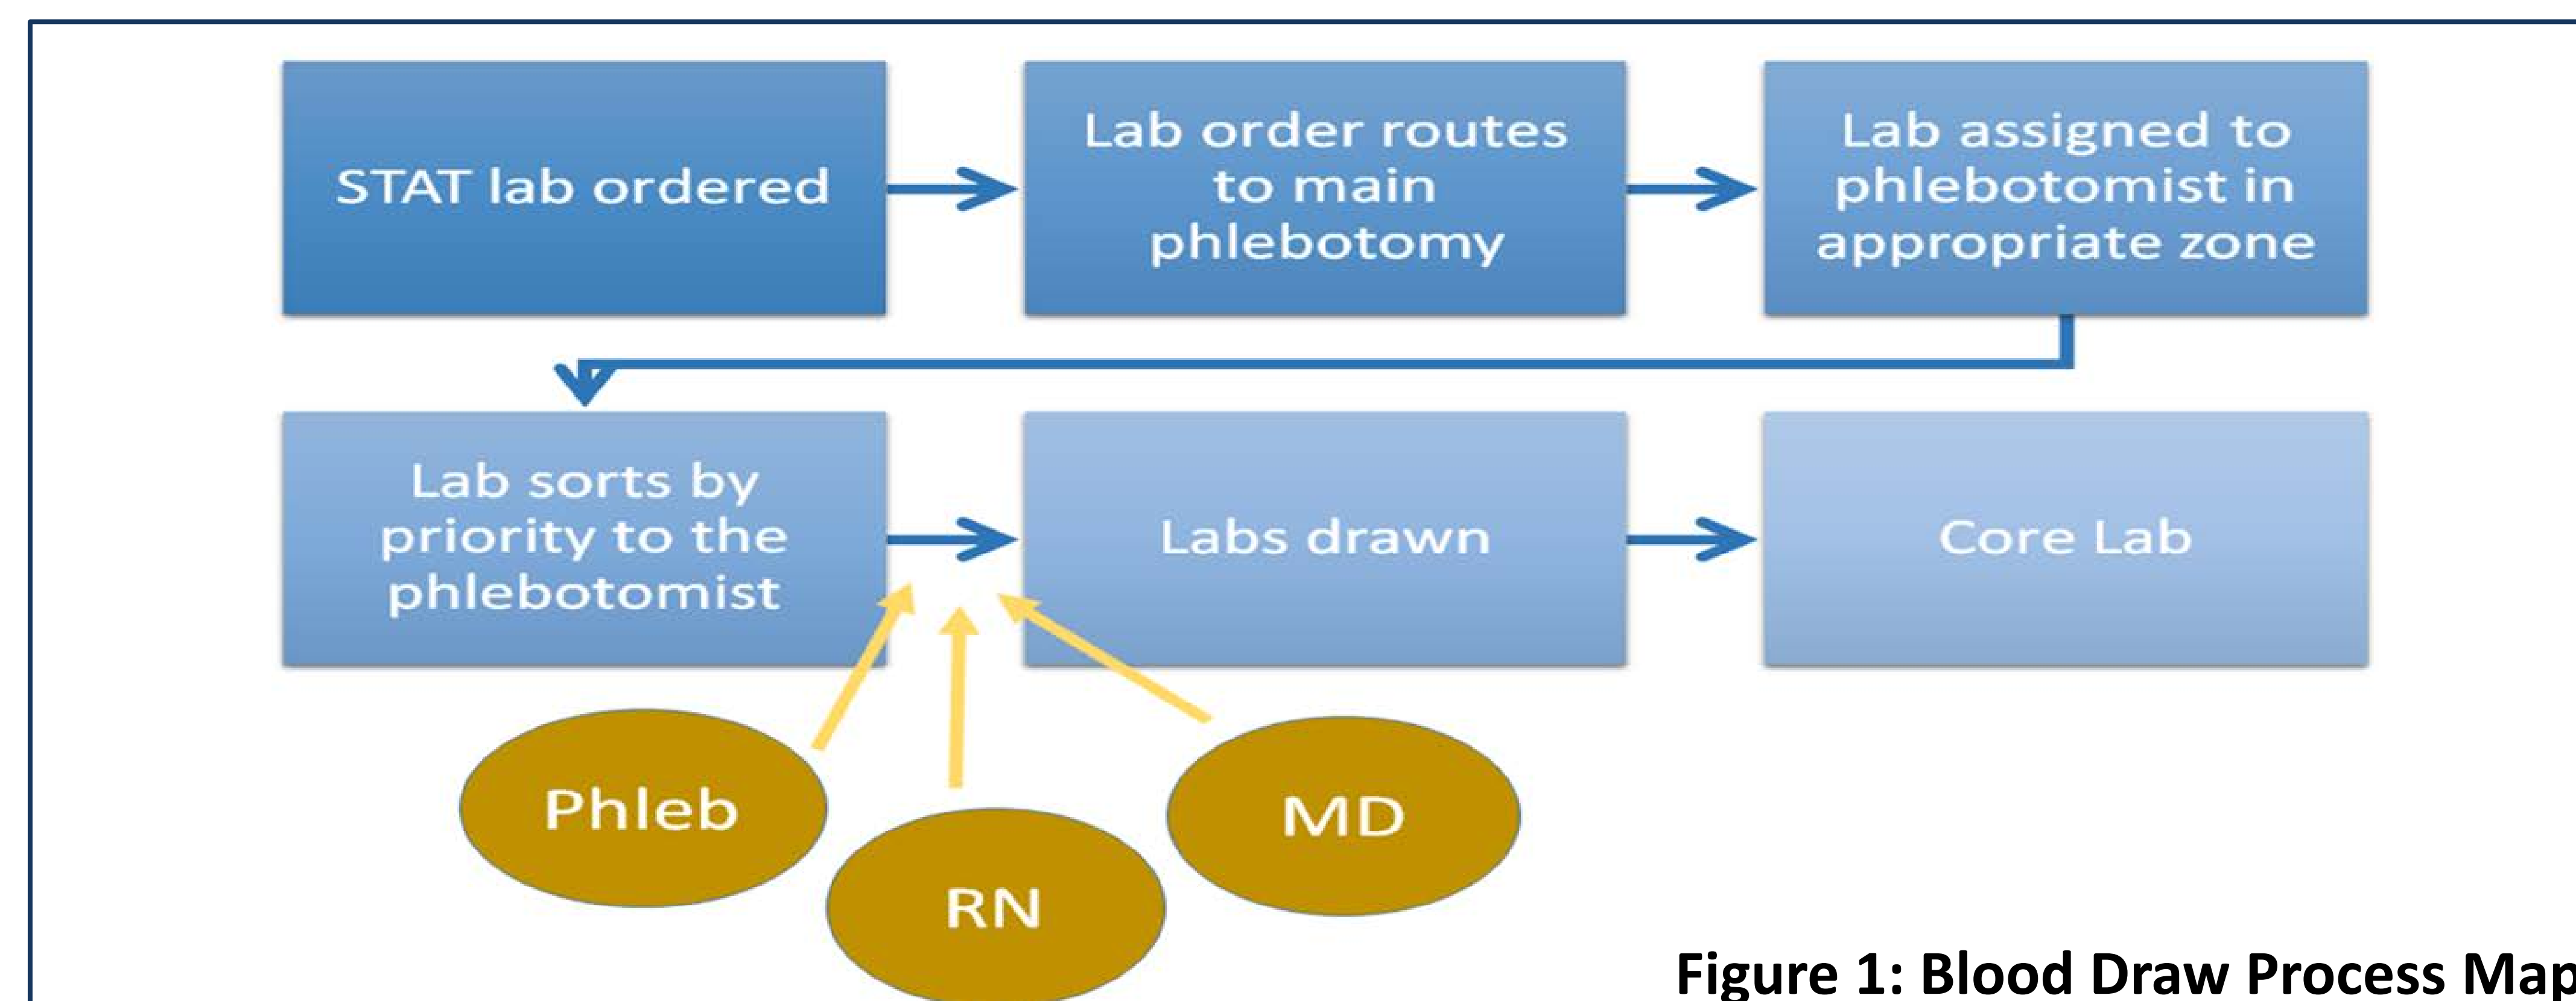 STAT lab ordered
Lab order routes
to main
phlebotomy
Lab assigned to
phlebotomist in
appropriate zone
Lab sorts by
priority to the
phlebotomist
Labs drawn
Core Lab
Phleb
RN
MD
Figure 1: Blood Draw Process Map